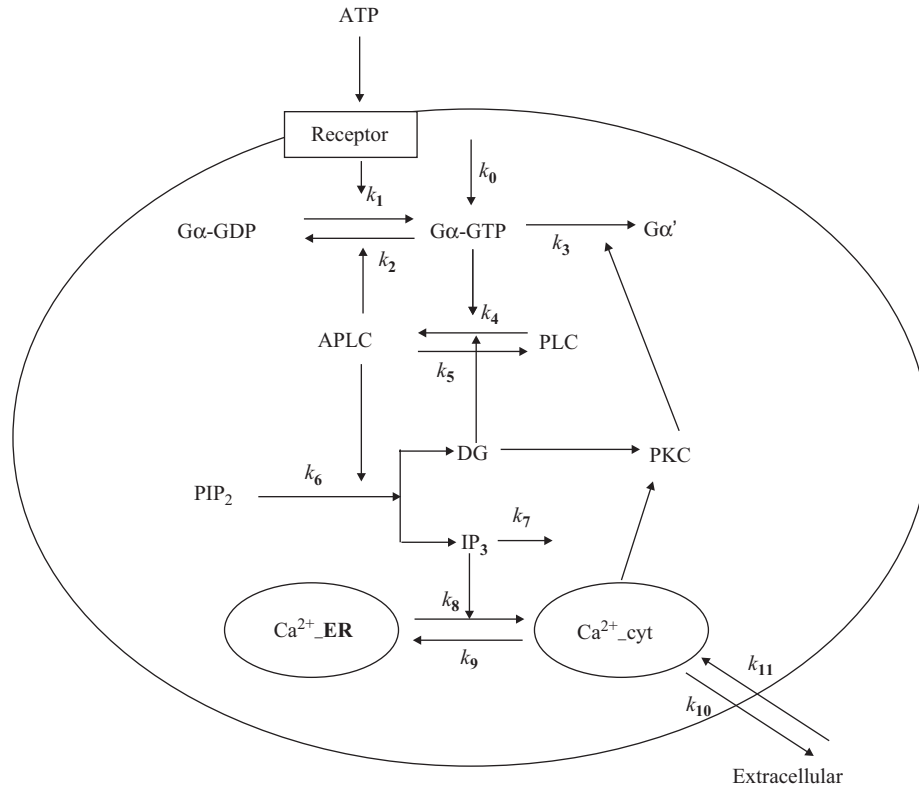 ATP
Receptor
k0
k1
Gα-GDP
Gα-GTP
k3
Gα'
k2
k4
APLC
PLC
k5
DG
PKC
k6
PIP2
IP3
k7
Ca2+_ER
k8
Ca2+_cyt
k9
k11
k10
Extracellular